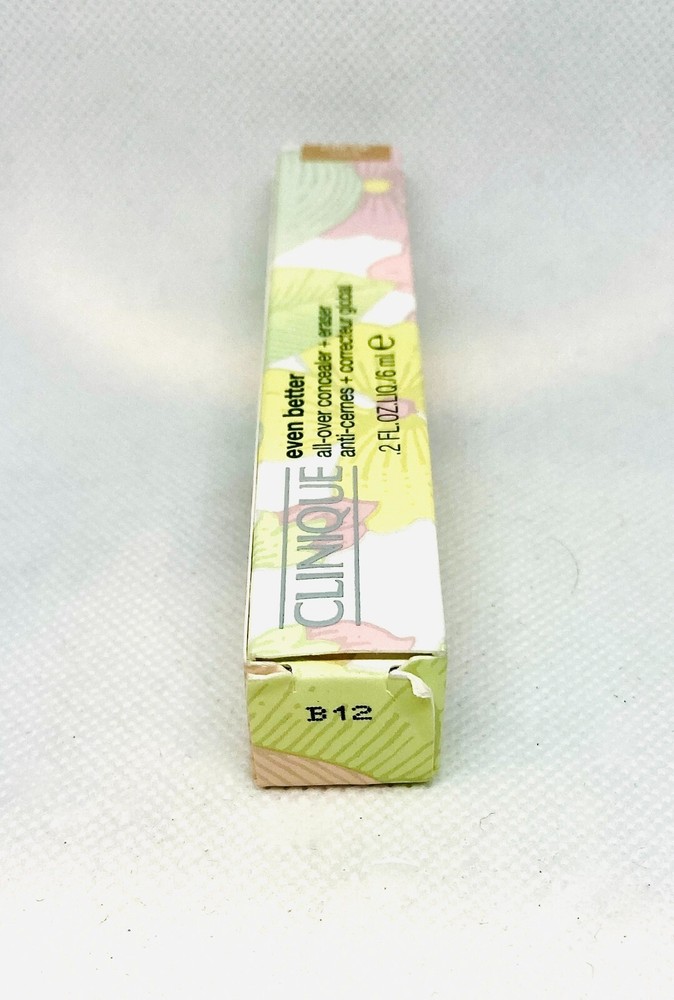 CLINIQUE
even better
all-over concealer + eraser
anti-cernes + correcteur global
.2 FL.OZ.LIQ./6 ml e
B12